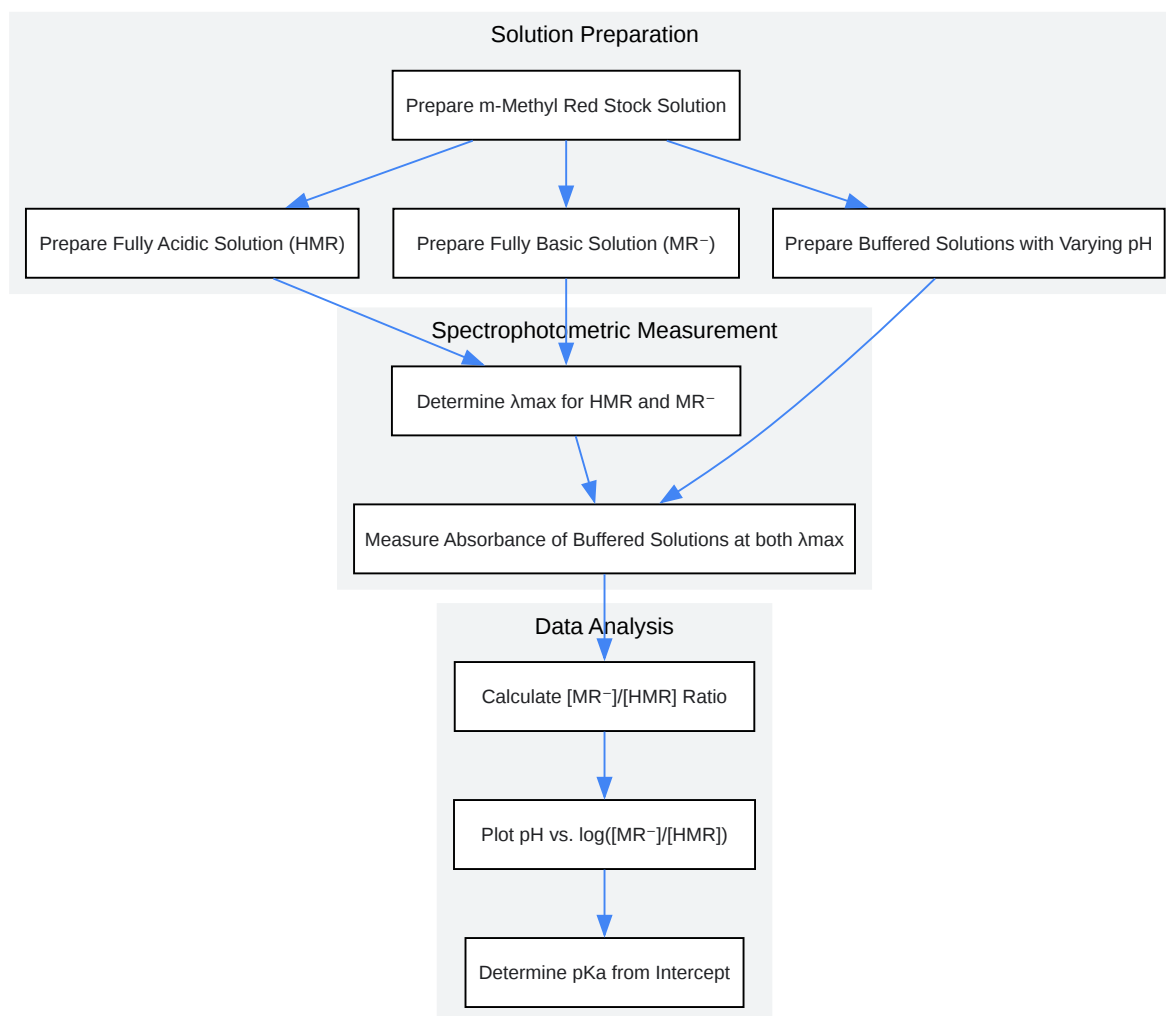 Solution Preparation
Prepare m-Methyl Red Stock Solution
Prepare Fully Acidic Solution (HMR)
Prepare Fully Basic Solution (MR⁻)
Prepare Buffered Solutions with Varying pH
Spectrophotometric Measurement
Determine λmax for HMR and MR⁻
Measure Absorbance of Buffered Solutions at both λmax
Data Analysis
Calculate [MR⁻]/[HMR] Ratio
Plot pH vs. log([MR⁻]/[HMR])
Determine pKa from Intercept